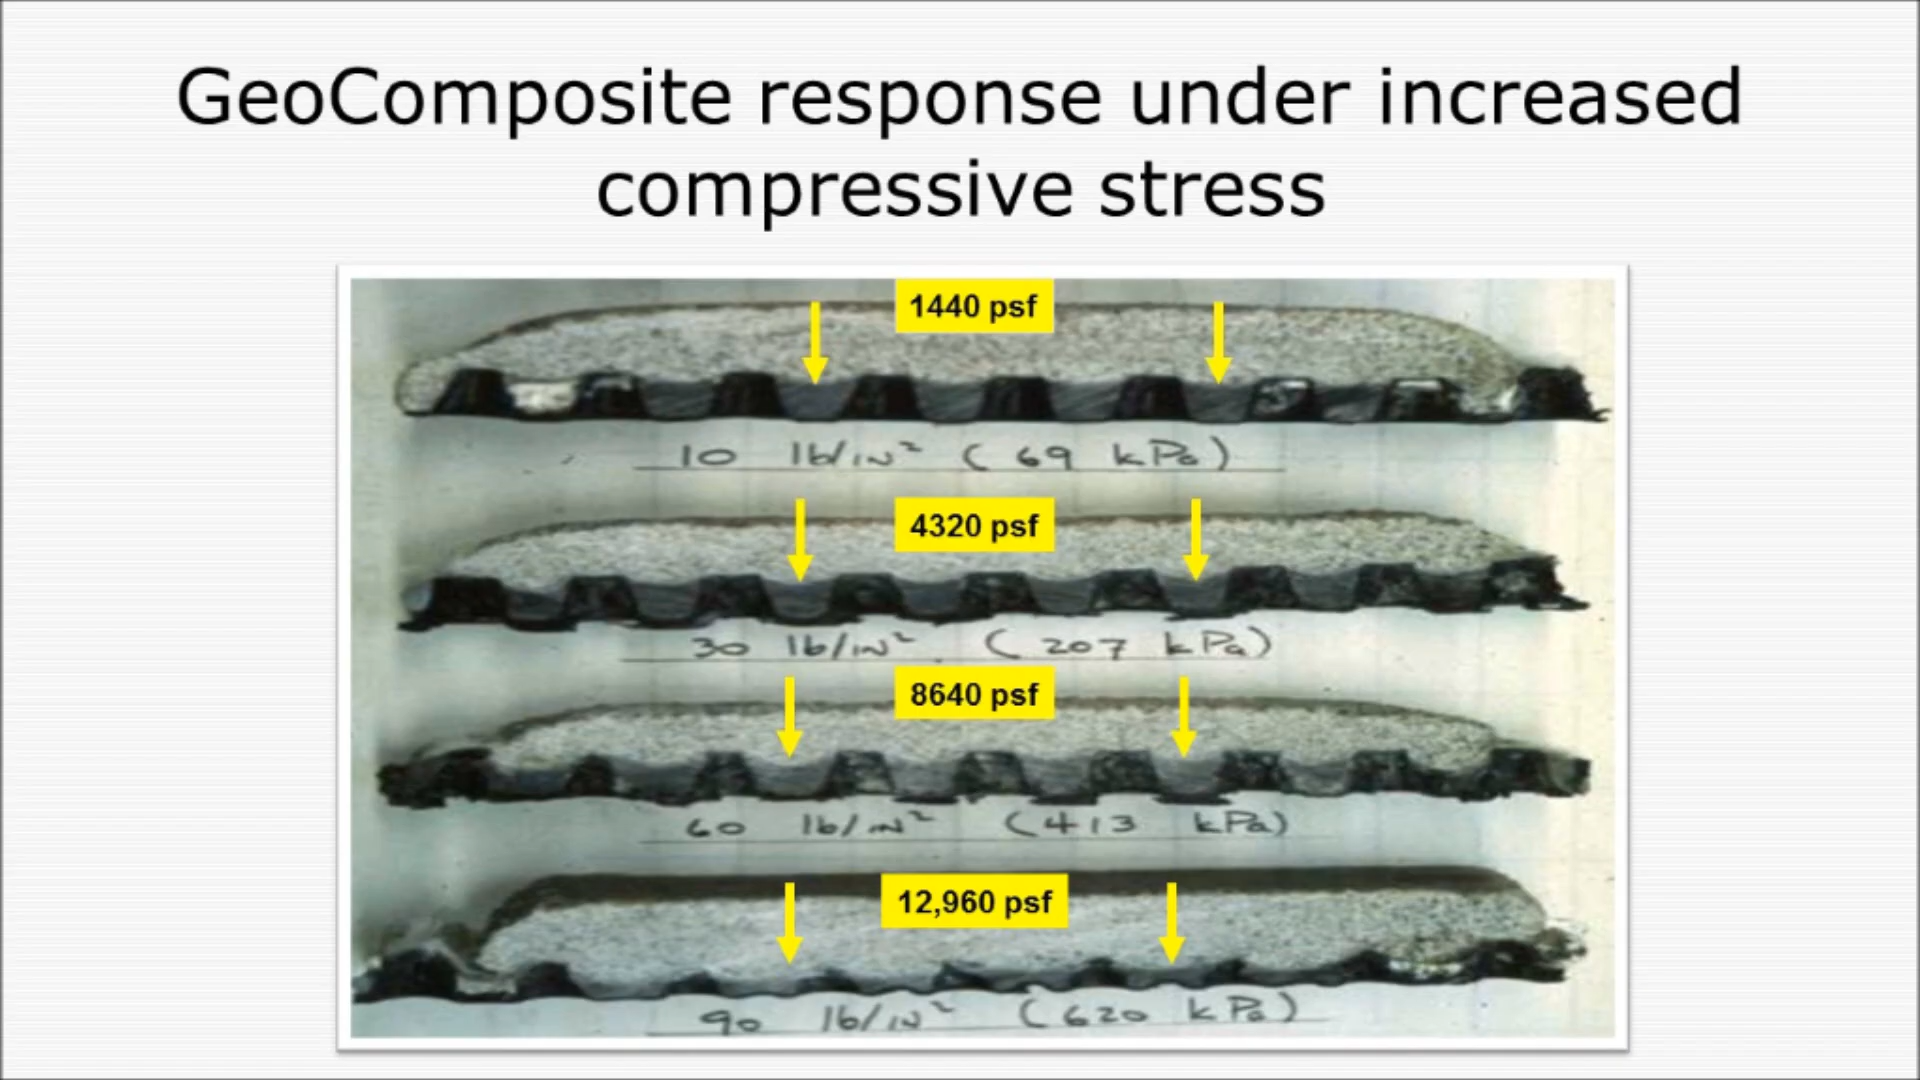 GeoComposite response under increased
compressive stress
1440 psf
10 lb/in² (69 kPa)
4320 psf
30 lb/in² (207 kPa)
8640 psf
60 lb/in² (413 kPa)
12,960 psf
90 lb/in² (620 kPa)